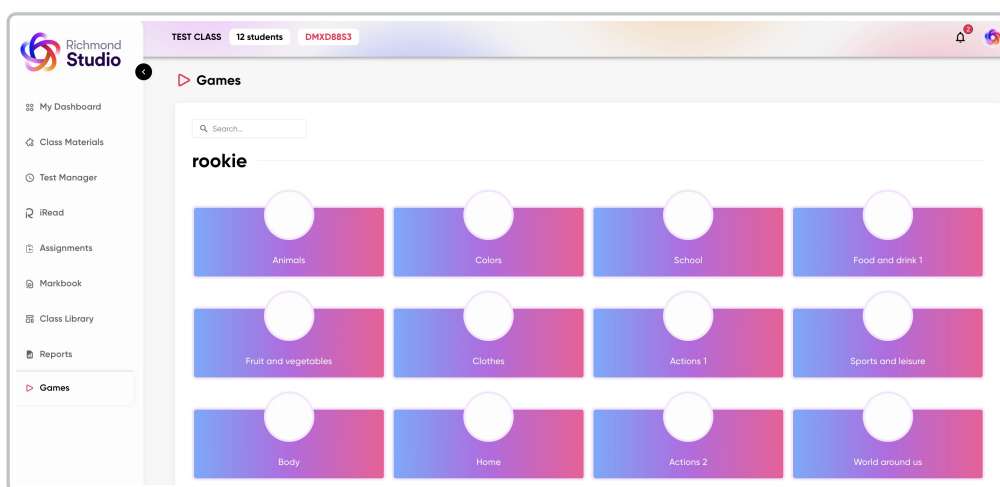 Richmond
Studio
TEST CLASS 12 students DMXD88S3
2
Games
My Dashboard
Class Materials
Test Manager
iRead
Assignments
Markbook
Class Library
Reports
Games
Search...
rookie
Animals Colors School Food and drink 1
Fruit and vegetables Clothes Actions 1 Sports and leisure
Body Home Actions 2 World around us